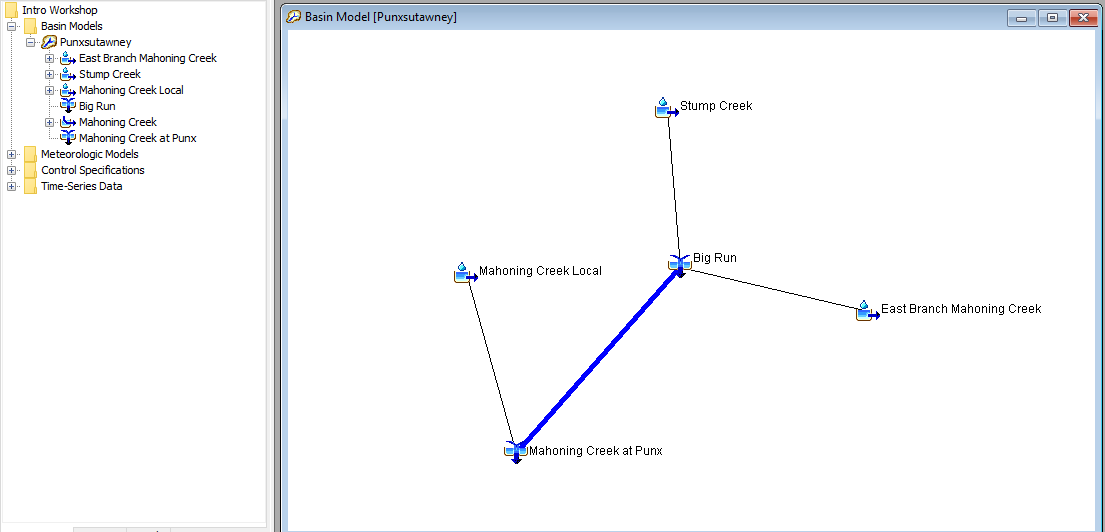 Intro Workshop
Basin Models
Punxsutawney
East Branch Mahoning Creek
Stump Creek
Mahoning Creek Local
Big Run
Mahoning Creek
Mahoning Creek at Punx
Meteorologic Models
Control Specifications
Time-Series Data
Basin Model [Punxsutawney]
Stump Creek
Big Run
Mahoning Creek Local
East Branch Mahoning Creek
Mahoning Creek at Punx